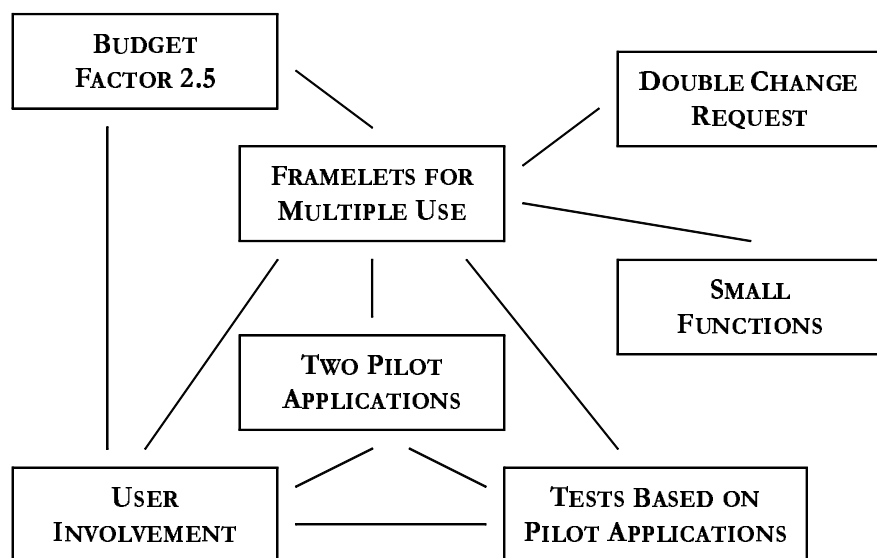 BUDGET
FACTOR 2.5
DOUBLE CHANGE
REQUEST
FRAMELETS FOR
MULTIPLE USE
SMALL
FUNCTIONS
TWO PILOT
APPLICATIONS
USER
INVOLVEMENT
TESTS BASED ON
PILOT APPLICATIONS